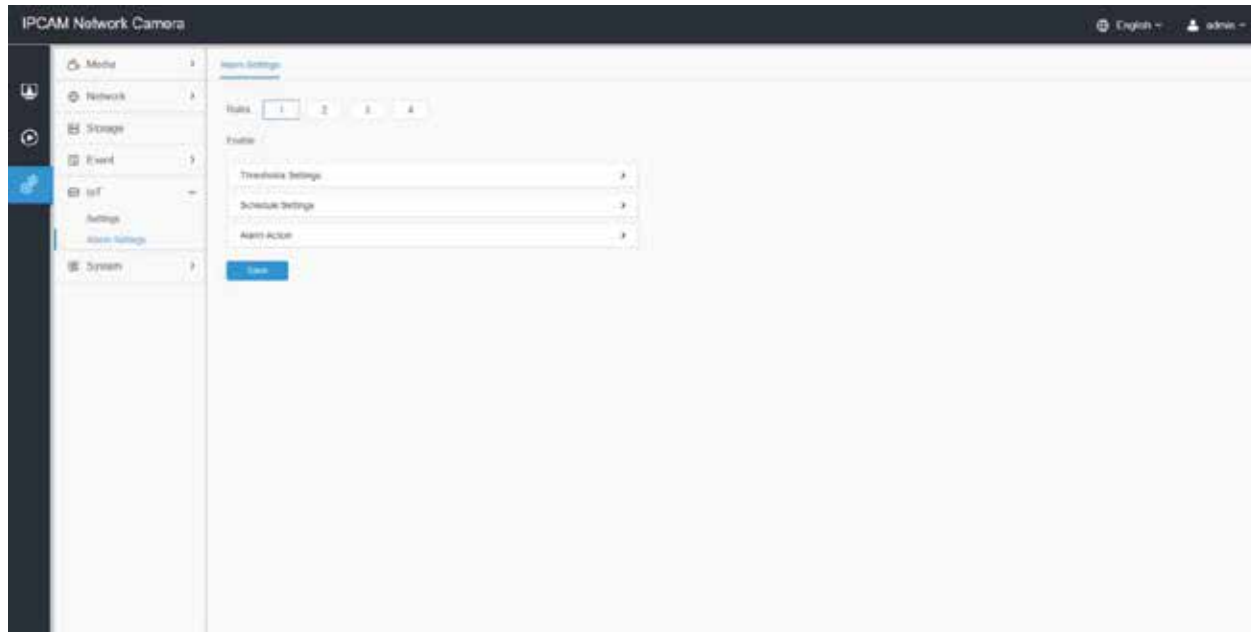 IPCAM Network Camera
English
admin
Media
Network
Storage
Event
IoT
Settings
Alarm Settings
System
Alarm Settings
Rules 1 2 3 4
Enable
Thresholds Settings
Schedule Settings
Alarm Action
Save